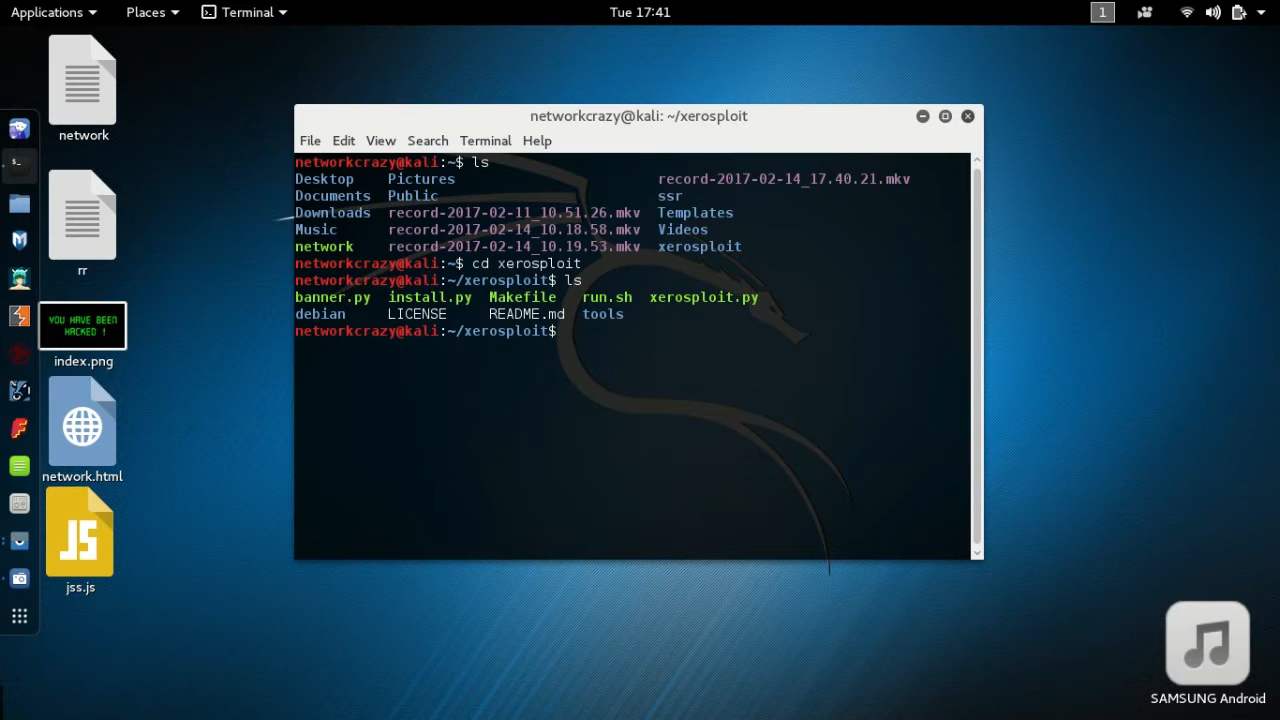 Applications Places Terminal Tue 17:41 1
network
rr
YOU HAVE BEEN
HACKED !
index.png
network.html
JS
jss.js
networkcrazy@kali: ~/xerosploit
File Edit View Search Terminal Help
networkcrazy@kali:~$ ls
Desktop Pictures record-2017-02-14_17.40.21.mkv
Documents Public ssr
Downloads record-2017-02-11_10.51.26.mkv Templates
Music record-2017-02-14_10.18.58.mkv Videos
network record-2017-02-14_10.19.53.mkv xerosploit
networkcrazy@kali:~$ cd xerosploit
networkcrazy@kali:~/xerosploit$ ls
banner.py install.py Makefile run.sh xerosploit.py
debian LICENSE README.md tools
networkcrazy@kali:~/xerosploit$
SAMSUNG Android